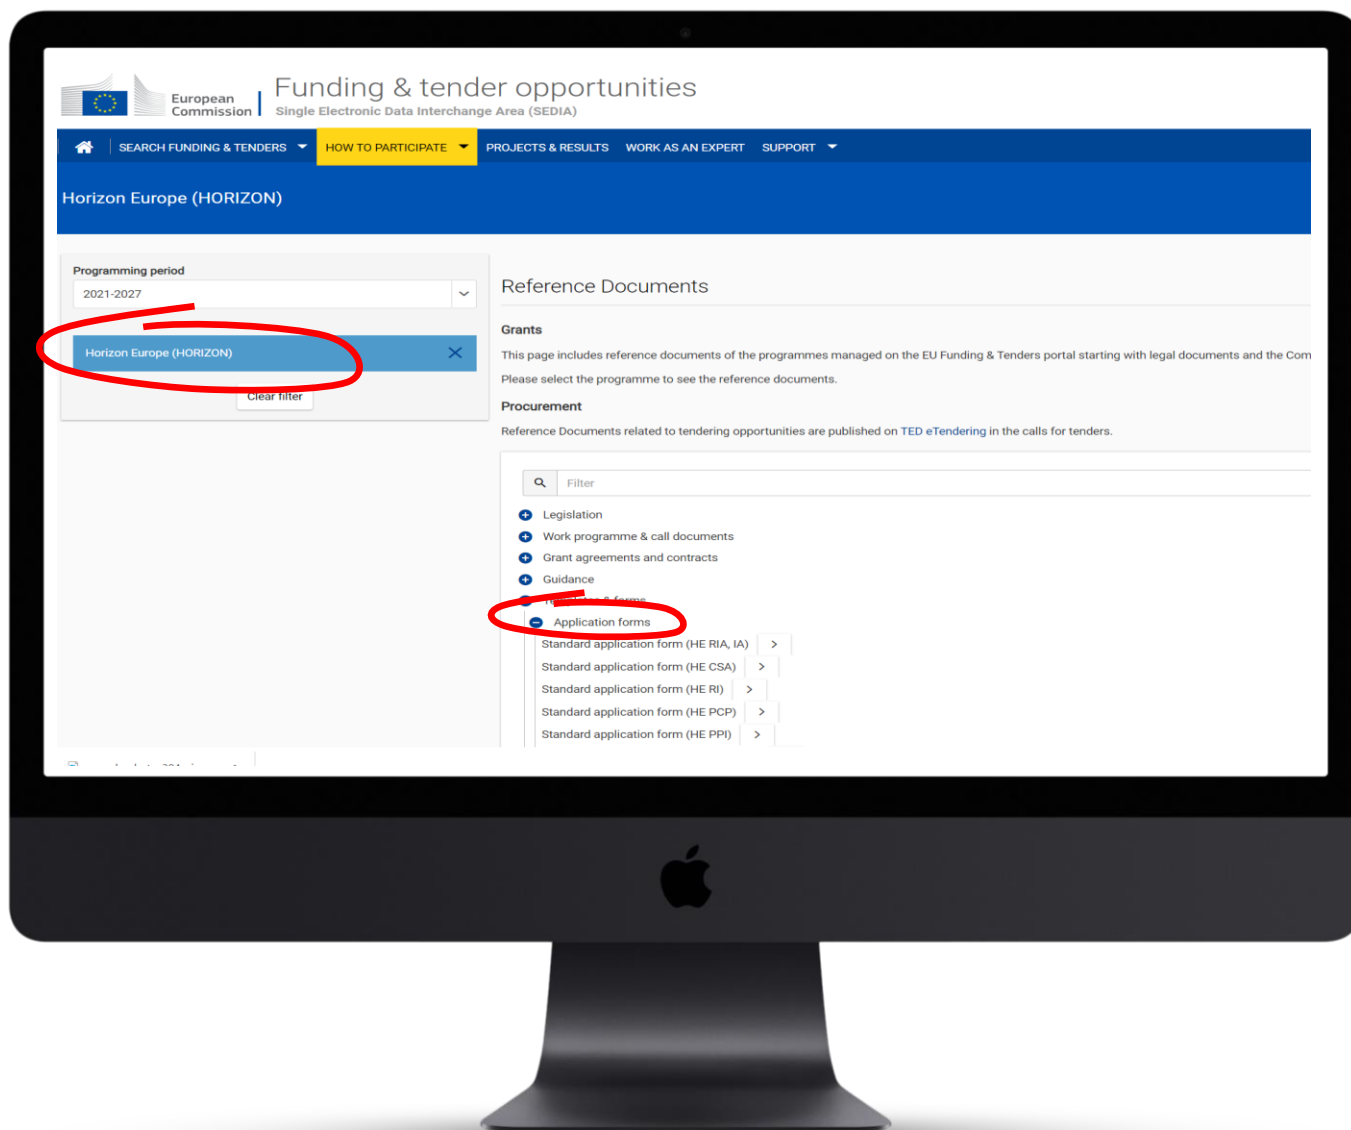 European
Commission
Funding & tender opportunities
Single Electronic Data Interchange Area (SEDIA)
SEARCH FUNDING & TENDERS
HOW TO PARTICIPATE
PROJECTS & RESULTS
WORK AS AN EXPERT
SUPPORT
Horizon Europe (HORIZON)
Programming period
2021-2027
Horizon Europe (HORIZON)
Clear filter
Reference Documents
Grants
This page includes reference documents of the programmes managed on the EU Funding & Tenders portal starting with legal documents and the Com
Please select the programme to see the reference documents.
Procurement
Reference Documents related to tendering opportunities are published on TED eTendering in the calls for tenders.
Filter
Legislation
Work programme & call documents
Grant agreements and contracts
Guidance
Templates & forms
Application forms
Standard application form (HE RIA, IA)
Standard application form (HE CSA)
Standard application form (HE RI)
Standard application form (HE PCP)
Standard application form (HE PPI)